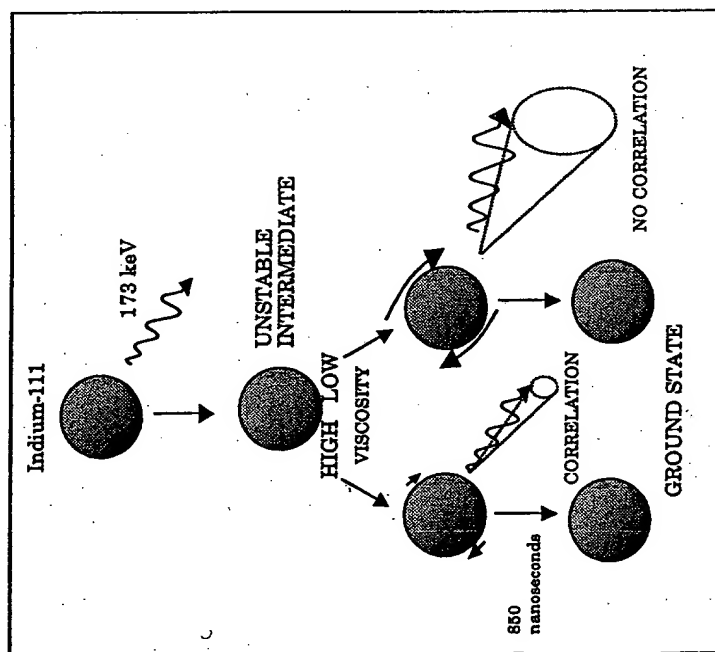 Indium-111
173 keV
UNSTABLE
INTERMEDIATE
HIGH LOW
VISCOSITY
850
nanoseconds
CORRELATION
NO CORRELATION
GROUND STATE